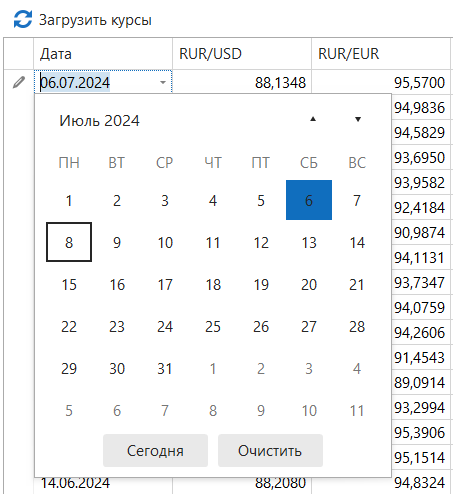 Загрузить курсы
Дата RUR/USD RUR/EUR
06.07.2024 88,1348 95,5700
94,9836
Июль 2024
94,5829
ПН ВТ СР ЧТ ПТ СБ ВС
93,6950
93,9582
1 2 3 4 5 6 7
92,4184
90,9874
8 9 10 11 12 13 14
94,1131
93,7347
15 16 17 18 19 20 21
94,0759
22 23 24 25 26 27 28
94,2606
91,4543
29 30 31 1 2 3 4
89,0914
5 6 7 8 9 10 11
93,2994
95,3906
Сегодня Очистить
95,1514
14.06.2024 88,2080 94,8324